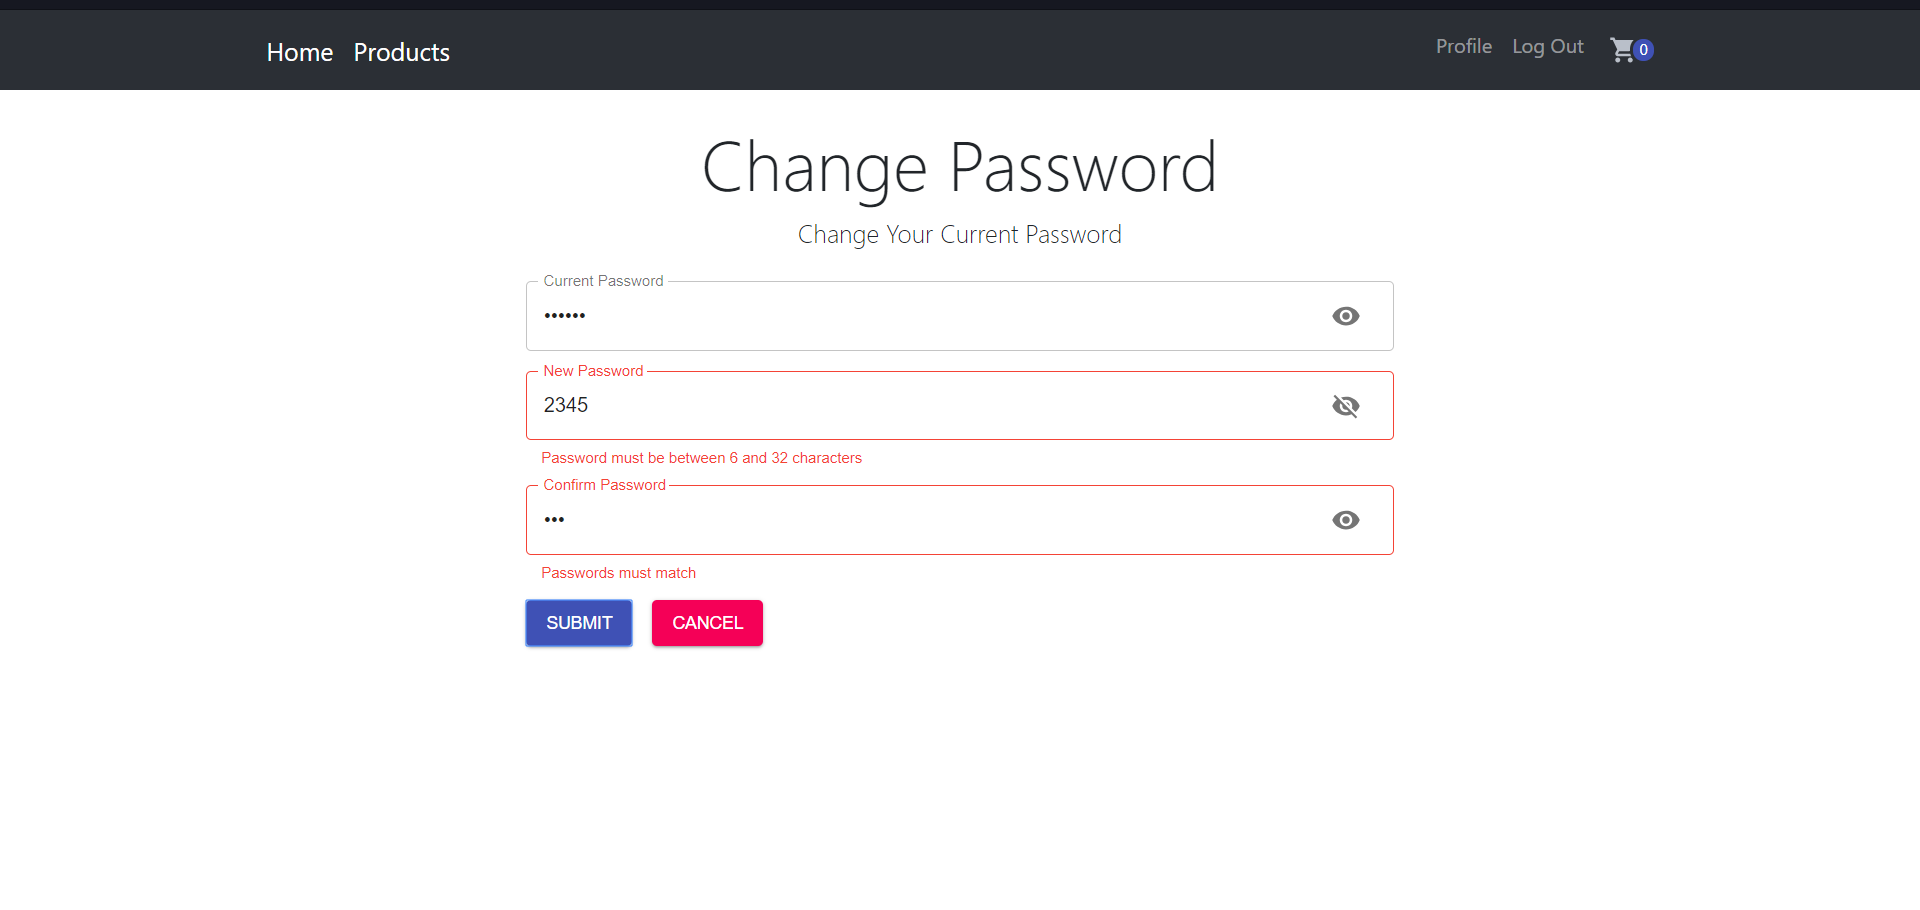 Home Products Profile Log Out 0
Change Password
Change Your Current Password
Current Password
••••••
New Password
2345
Password must be between 6 and 32 characters
Confirm Password
•••
Passwords must match
SUBMIT CANCEL